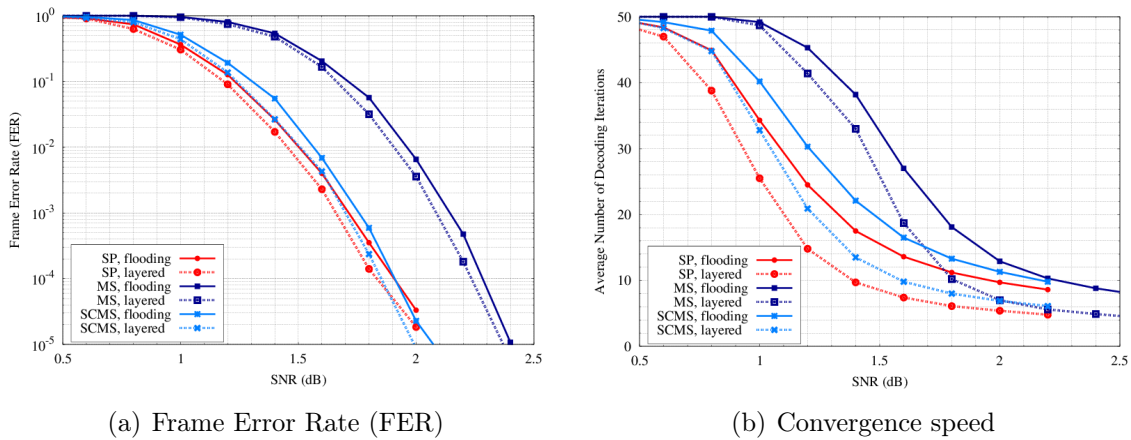 10^0
10^-1
10^-2
10^-3
10^-4
10^-5
Frame Error Rate (FER)
SP, flooding
SP, layered
MS, flooding
MS, layered
SCMS, flooding
SCMS, layered
0.5 1 1.5 2 2.5
SNR (dB)
(a) Frame Error Rate (FER)
50
40
30
20
10
0
Average Number of Decoding Iterations
SP, flooding
SP, layered
MS, flooding
MS, layered
SCMS, flooding
SCMS, layered
0.5 1 1.5 2 2.5
SNR (dB)
(b) Convergence speed